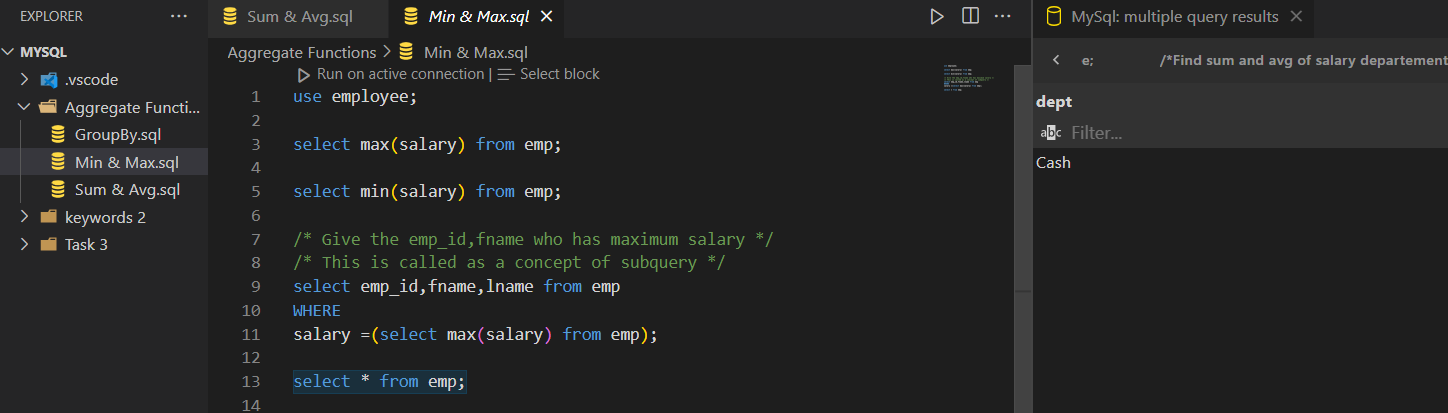 EXPLORER
MYSQL
.vscode
Aggregate Functi...
GroupBy.sql
Min & Max.sql
Sum & Avg.sql
keywords 2
Task 3
Sum & Avg.sql
Min & Max.sql
Aggregate Functions > Min & Max.sql
Run on active connection | Select block
1 use employee;
2
3 select max(salary) from emp;
4
5 select min(salary) from emp;
6
7 /* Give the emp_id,fname who has maximum salary */
8 /* This is called as a concept of subquery */
9 select emp_id,fname,lname from emp
10 WHERE
11 salary =(select max(salary) from emp);
12
13 select * from emp;
14
MySql: multiple query results
e; /*Find sum and avg of salary departement
dept
abc Filter...
Cash